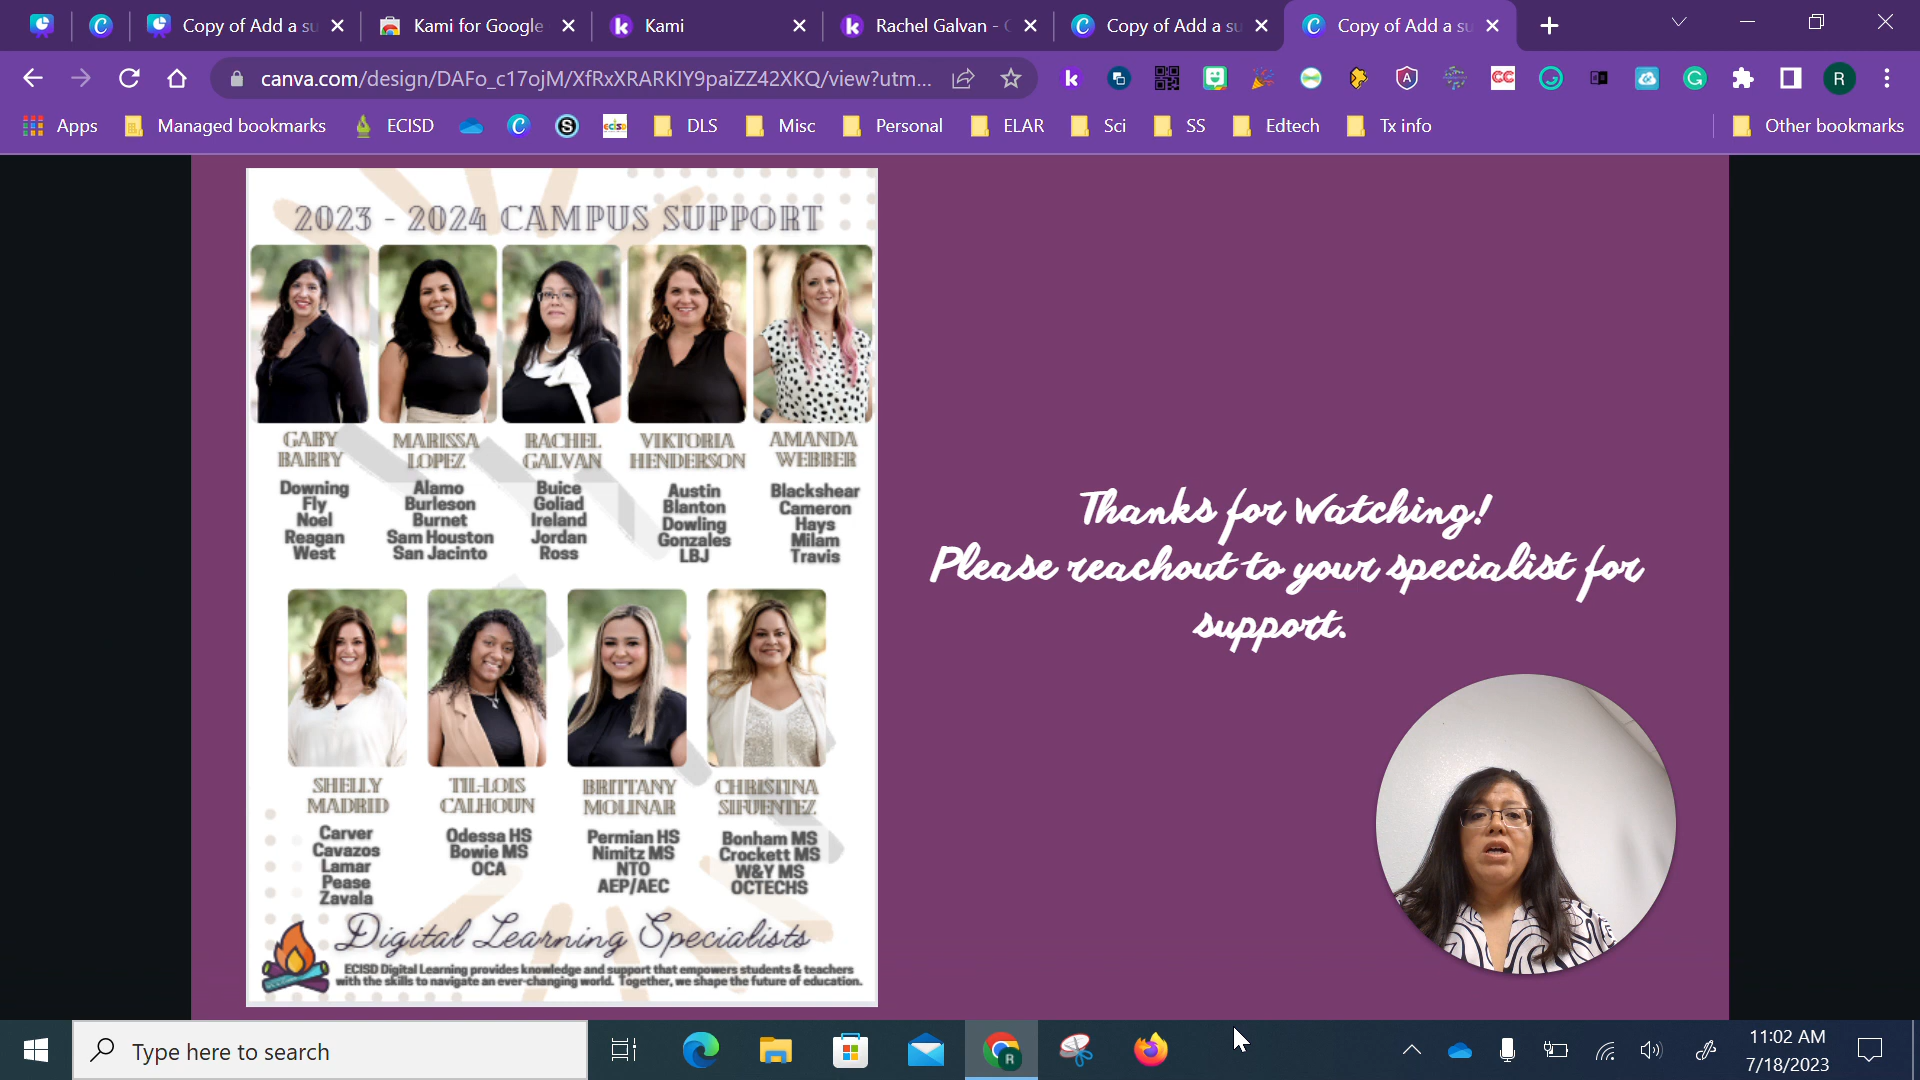 Copy of Add a su
Kami for Google
Kami
Rachel Galvan -
Copy of Add a su
Copy of Add a su
canva.com/design/DAFo_c17ojM/XfRxXRARKIY9paiZZ42XKQ/view?utm...
Apps
Managed bookmarks
ECISD
DLS
Misc
Personal
ELAR
Sci
SS
Edtech
Tx info
Other bookmarks
2023 - 2024 CAMPUS SUPPORT
GABY
BARRY
Downing
Fly
Noel
Reagan
West
MARISSA
LOPEZ
Alamo
Burleson
Burnet
Sam Houston
San Jacinto
RACHEL
GALVAN
Buice
Goliad
Ireland
Jordan
Ross
VIKTORIA
HENDERSON
Austin
Blanton
Dowling
Gonzales
LBJ
AMANDA
WEBBER
Blackshear
Cameron
Hays
Milam
Travis
SHELLY
MADRID
Carver
Cavazos
Lamar
Pease
Zavala
TIL-LOIS
CALHOUN
Odessa HS
Bowie MS
OCA
BRITTANY
MOLINAR
Permian HS
Nimitz MS
NTO
AEP/AEC
CHRISTINA
SIFUENTEZ
Bonham MS
Crockett MS
W&Y MS
OCTECHS
Digital Learning Specialists
ECISD Digital Learning provides knowledge and support that empowers students & teachers
with the skills to navigate an ever-changing world. Together, we shape the future of education.
Thanks for Watching!
Please reachout to your specialist for
support.
Type here to search
11:02 AM
7/18/2023